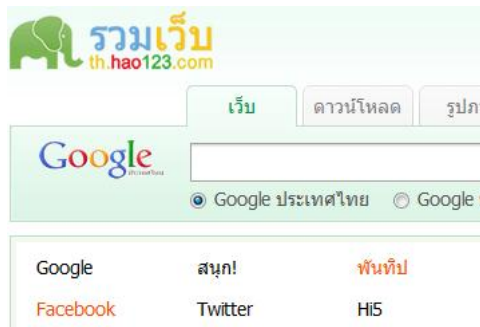 รวมเว็บ
th.hao123.com
เว็บ ดาวน์โหลด
Google
Google ประเทศไทย Google
Google สนุก! พันทิป
Facebook Twitter Hi5